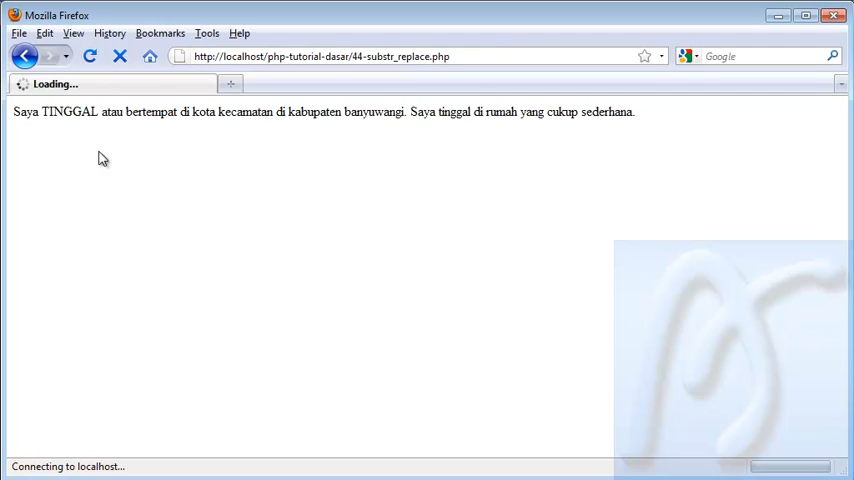 Mozilla Firefox
File Edit View History Bookmarks Tools Help
http://localhost/php-tutorial-dasar/44-substr_replace.php
Google
Loading...
Saya TINGGAL atau bertempat di kota kecamatan di kabupaten banyuwangi. Saya tinggal di rumah yang cukup sederhana.
Connecting to localhost...